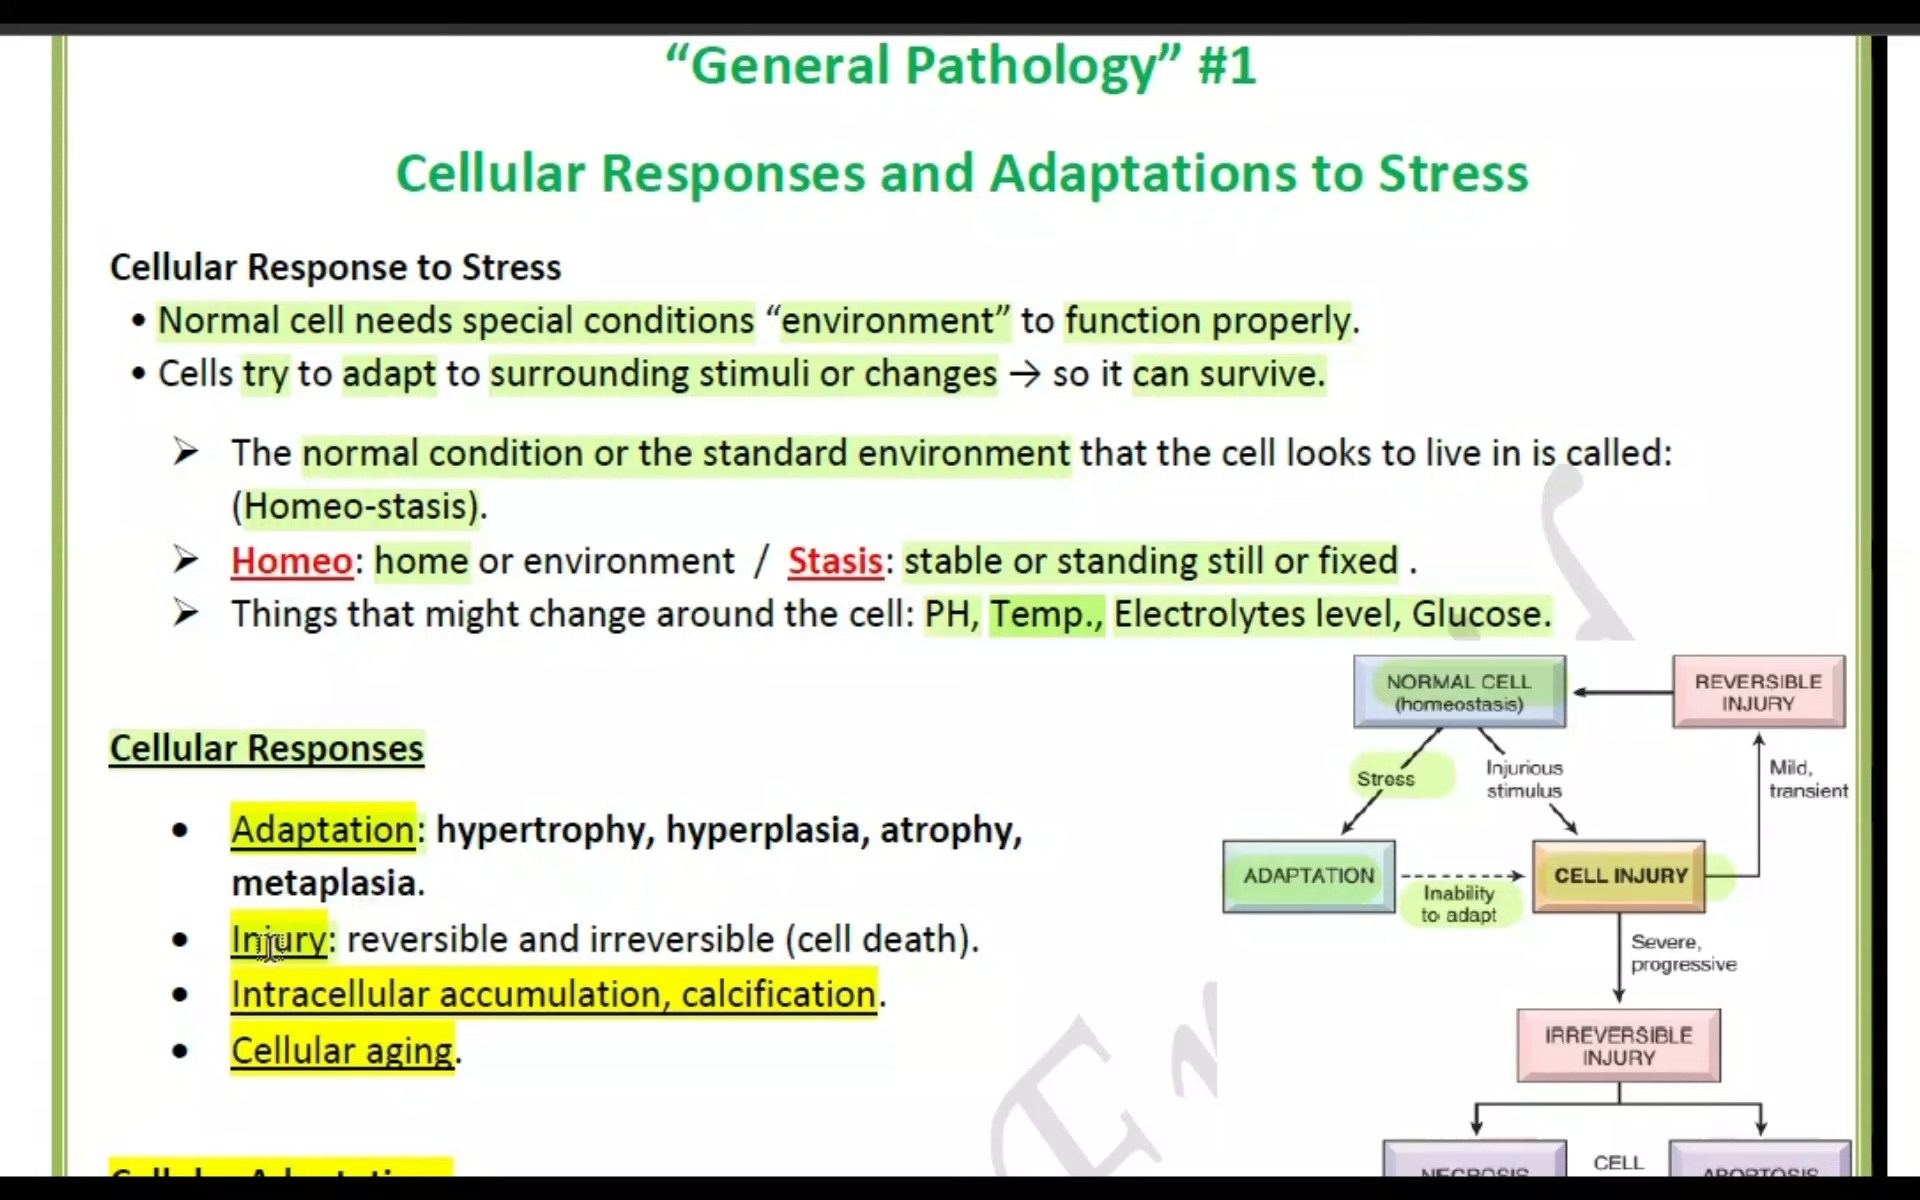 “General Pathology” #1
Cellular Responses and Adaptations to Stress
Cellular Response to Stress
• Normal cell needs special conditions “environment” to function properly.
• Cells try to adapt to surrounding stimuli or changes → so it can survive.
➢ The normal condition or the standard environment that the cell looks to live in is called:
(Homeo-stasis).
➢ Homeo: home or environment / Stasis: stable or standing still or fixed .
➢ Things that might change around the cell: PH, Temp., Electrolytes level, Glucose.
Cellular Responses
• Adaptation: hypertrophy, hyperplasia, atrophy,
metaplasia.
• Injury: reversible and irreversible (cell death).
• Intracellular accumulation, calcification.
• Cellular aging.
NORMAL CELL
(homeostasis)
REVERSIBLE
INJURY
Stress
Injurious
stimulus
Mild,
transient
ADAPTATION
Inability
to adapt
CELL INJURY
Severe,
progressive
IRREVERSIBLE
INJURY
NECROSIS
CELL
APOPTOSIS